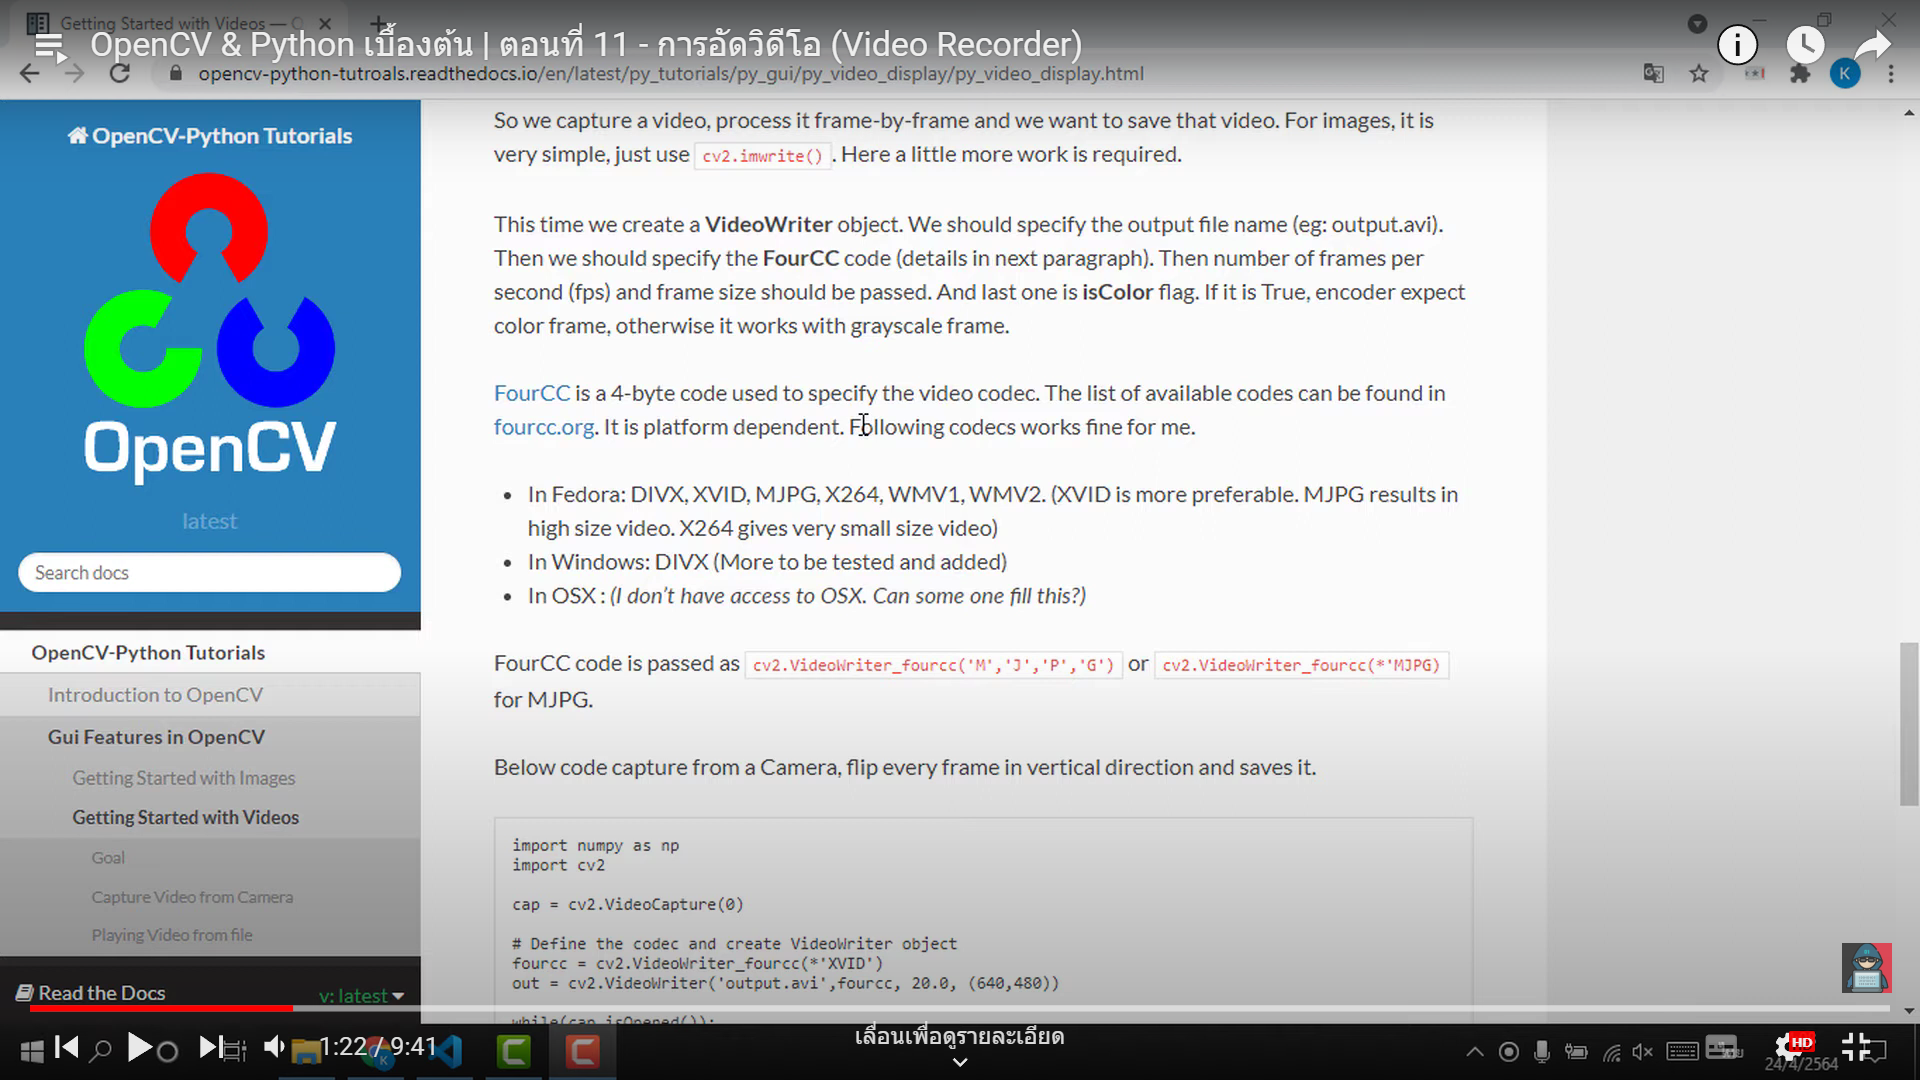 Getting Started with Videos —
OpenCV & Python เบื้องต้น | ตอนที่ 11 - การอัดวิดีโอ (Video Recorder)
opencv-python-tutroals.readthedocs.io/en/latest/py_tutorials/py_gui/py_video_display/py_video_display.html
K
OpenCV-Python Tutorials
OpenCV
latest
Search docs
OpenCV-Python Tutorials
Introduction to OpenCV
Gui Features in OpenCV
Getting Started with Images
Getting Started with Videos
Goal
Capture Video from Camera
Playing Video from file
Read the Docs
v: latest
So we capture a video, process it frame-by-frame and we want to save that video. For images, it is
very simple, just use cv2.imwrite() . Here a little more work is required.
This time we create a VideoWriter object. We should specify the output file name (eg: output.avi).
Then we should specify the FourCC code (details in next paragraph). Then number of frames per
second (fps) and frame size should be passed. And last one is isColor flag. If it is True, encoder expect
color frame, otherwise it works with grayscale frame.
FourCC is a 4-byte code used to specify the video codec. The list of available codes can be found in
fourcc.org. It is platform dependent. Following codecs works fine for me.
In Fedora: DIVX, XVID, MJPG, X264, WMV1, WMV2. (XVID is more preferable. MJPG results in
high size video. X264 gives very small size video)
In Windows: DIVX (More to be tested and added)
In OSX : (I don't have access to OSX. Can some one fill this?)
FourCC code is passed as cv2.VideoWriter_fourcc('M','J','P','G') or cv2.VideoWriter_fourcc(*'MJPG)
for MJPG.
Below code capture from a Camera, flip every frame in vertical direction and saves it.
import numpy as np
import cv2
cap = cv2.VideoCapture(0)
# Define the codec and create VideoWriter object
fourcc = cv2.VideoWriter_fourcc(*'XVID')
out = cv2.VideoWriter('output.avi',fourcc, 20.0, (640,480))
while(cap.isOpened()):
1:22 / 9:41
เลื่อนเพื่อดูรายละเอียด
HD
24/4/2564